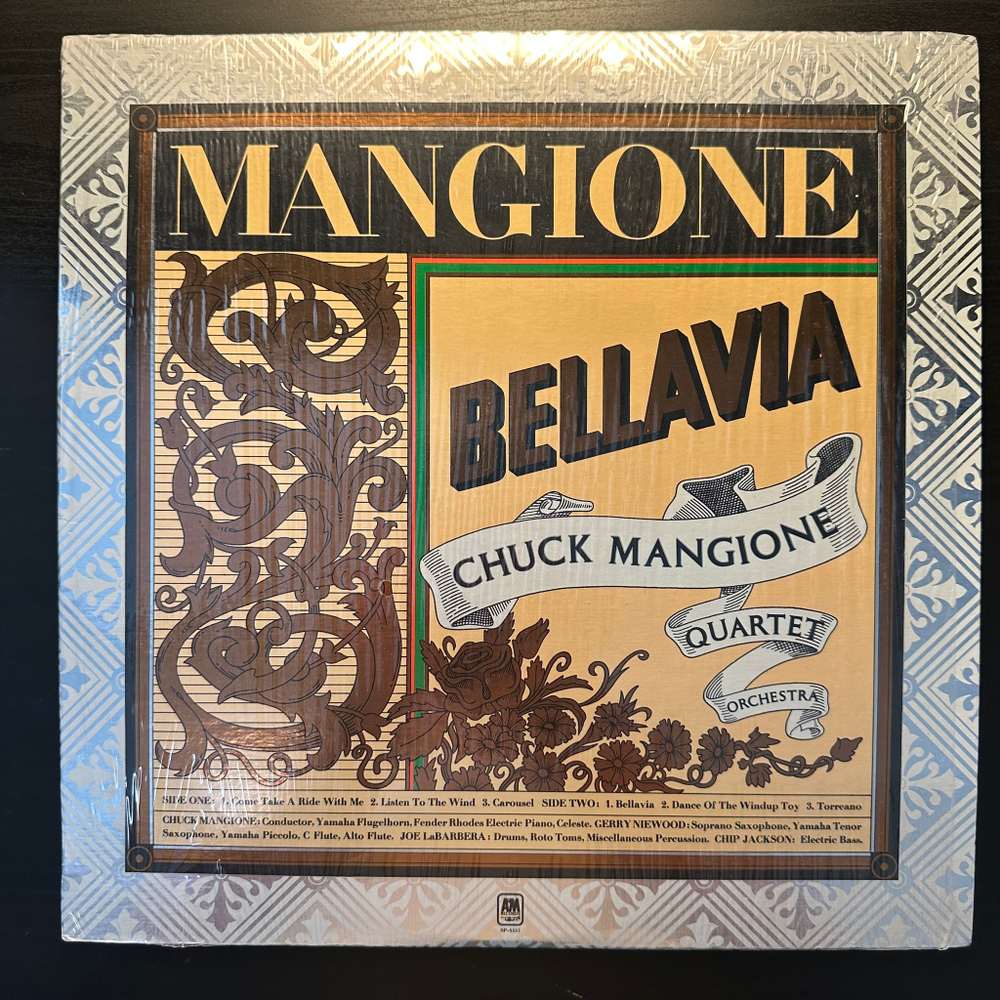 MANGIONE
BELLAVIA
CHUCK MANGIONE
QUARTET
ORCHESTRA
SIDE ONE: 1. Come Take A Ride With Me 2. Listen To The Wind 3. Carousel SIDE TWO: 1. Bellavia 2. Dance Of The Windup Toy 3. Torreano
CHUCK MANGIONE: Conductor, Yamaha Flugelhorn, Fender Rhodes Electric Piano, Celeste. GERRY NIEWOOD: Soprano Saxophone, Yamaha Tenor
Saxophone, Yamaha Piccolo, C Flute, Alto Flute. JOE LaBARBERA: Drums, Roto Toms, Miscellaneous Percussion. CHIP JACKSON: Electric Bass.
A&M
RECORDS